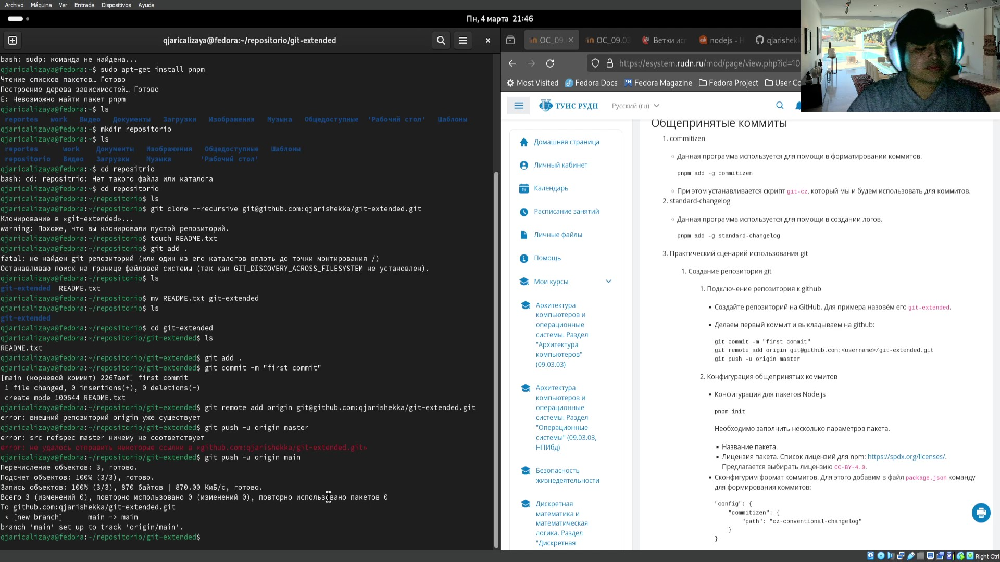 Archivo Máquina Ver Entrada Dispositivos Ayuda
Пн, 4 марта 21:46
qjaricalizaya@fedora:~/repositorio/git-extended
bash: sudp: команда не найдена...
qjaricalizaya@fedora:~$ sudo apt-get install pnpm
Чтение списков пакетов… Готово
Построение дерева зависимостей… Готово
E: Невозможно найти пакет pnpm
qjaricalizaya@fedora:~$ ls
reportes work Видео Документы Загрузки Изображения Музыка Общедоступные 'Рабочий стол' Шаблоны
qjaricalizaya@fedora:~$ mkdir repositorio
qjaricalizaya@fedora:~$ ls
reportes work Документы Изображения Общедоступные Шаблоны
repositorio Видео Загрузки Музыка 'Рабочий стол'
qjaricalizaya@fedora:~$ cd repositrio
bash: cd: repositrio: Нет такого файла или каталога
qjaricalizaya@fedora:~$ cd repositorio
qjaricalizaya@fedora:~/repositorio$ ls
qjaricalizaya@fedora:~/repositorio$ git clone --recursive git@github.com:qjarishekka/git-extended.git
Клонирование в «git-extended»...
warning: Похоже, что вы клонировали пустой репозиторий.
qjaricalizaya@fedora:~/repositorio$ touch README.txt
qjaricalizaya@fedora:~/repositorio$ git add .
fatal: не найден git репозиторий (или один из его каталогов вплоть до точки монтирования /)
Останавливаю поиск на границе файловой системы (так как GIT_DISCOVERY_ACROSS_FILESYSTEM не установлен).
qjaricalizaya@fedora:~/repositorio$ ls
git-extended README.txt
qjaricalizaya@fedora:~/repositorio$ mv README.txt git-extended
qjaricalizaya@fedora:~/repositorio$ ls
git-extended
qjaricalizaya@fedora:~/repositorio$ cd git-extended
qjaricalizaya@fedora:~/repositorio/git-extended$ ls
README.txt
qjaricalizaya@fedora:~/repositorio/git-extended$ git add .
qjaricalizaya@fedora:~/repositorio/git-extended$ git commit -m "first commit"
[main (корневой коммит) 2267aef] first commit
1 file changed, 0 insertions(+), 0 deletions(-)
create mode 100644 README.txt
qjaricalizaya@fedora:~/repositorio/git-extended$ git remote add origin git@github.com:qjarishekka/git-extended.git
error: внешний репозиторий origin уже существует
qjaricalizaya@fedora:~/repositorio/git-extended$ git push -u origin master
error: src refspec master ничему не соответствует
error: не удалось отправить некоторые ссылки в «github.com:qjarishekka/git-extended.git»
qjaricalizaya@fedora:~/repositorio/git-extended$ git push -u origin main
Перечисление объектов: 3, готово.
Подсчет объектов: 100% (3/3), готово.
Запись объектов: 100% (3/3), 870 байтов | 870.00 КиБ/с, готово.
Всего 3 (изменений 0), повторно использовано 0 (изменений 0), повторно использовано пакетов 0
To github.com:qjarishekka/git-extended.git
* [new branch] main -> main
branch 'main' set up to track 'origin/main'.
qjaricalizaya@fedora:~/repositorio/git-extended$
OC_09. OC_09.03 Ветки ис nodejs - qjarishek
https://esystem.rudn.ru/mod/page/view.php?id=10
Most Visited Fedora Docs Fedora Magazine Fedora Project User Co
ТУИС РУДН Русский (ru)
Домашняя страница
Личный кабинет
Календарь
Расписание занятий
Личные файлы
Помощь
Мои курсы
Архитектура
компьютеров и
операционные
системы. Раздел
"Архитектура
компьютеров"
(09.03.03)
Архитектура
компьютеров и
операционные
системы. Раздел
"Операционные
системы" (09.03.03,
НПИбд)
Безопасность
жизнедеятельности
Дискретная
математика и
математическая
логика. Раздел
"Дискретная
Общепринятые коммиты
1. commitizen
Данная программа используется для помощи в форматировании коммитов.
pnpm add -g commitizen
При этом устанавливается скрипт git-cz, который мы и будем использовать для коммитов.
2. standard-changelog
Данная программа используется для помощи в создании логов.
pnpm add -g standard-changelog
3. Практический сценарий использования git
1. Создание репозитория git
1. Подключение репозитория к github
Создайте репозиторий на GitHub. Для примера назовём его git-extended.
Делаем первый коммит и выкладываем на github:
git commit -m "first commit"
git remote add origin git@github.com:<username>/git-extended.git
git push -u origin master
2. Конфигурация общепринятых коммитов
Конфигурация для пакетов Node.js
pnpm init
Необходимо заполнить несколько параметров пакета.
Название пакета.
Лицензия пакета. Список лицензий для npm: https://spdx.org/licenses/.
Предлагается выбирать лицензию CC-BY-4.0.
Сконфигурим формат коммитов. Для этого добавим в файл package.json команду
для формирования коммитов:
"config": {
"commitizen": {
"path": "cz-conventional-changelog"
}
}
Right Ctrl